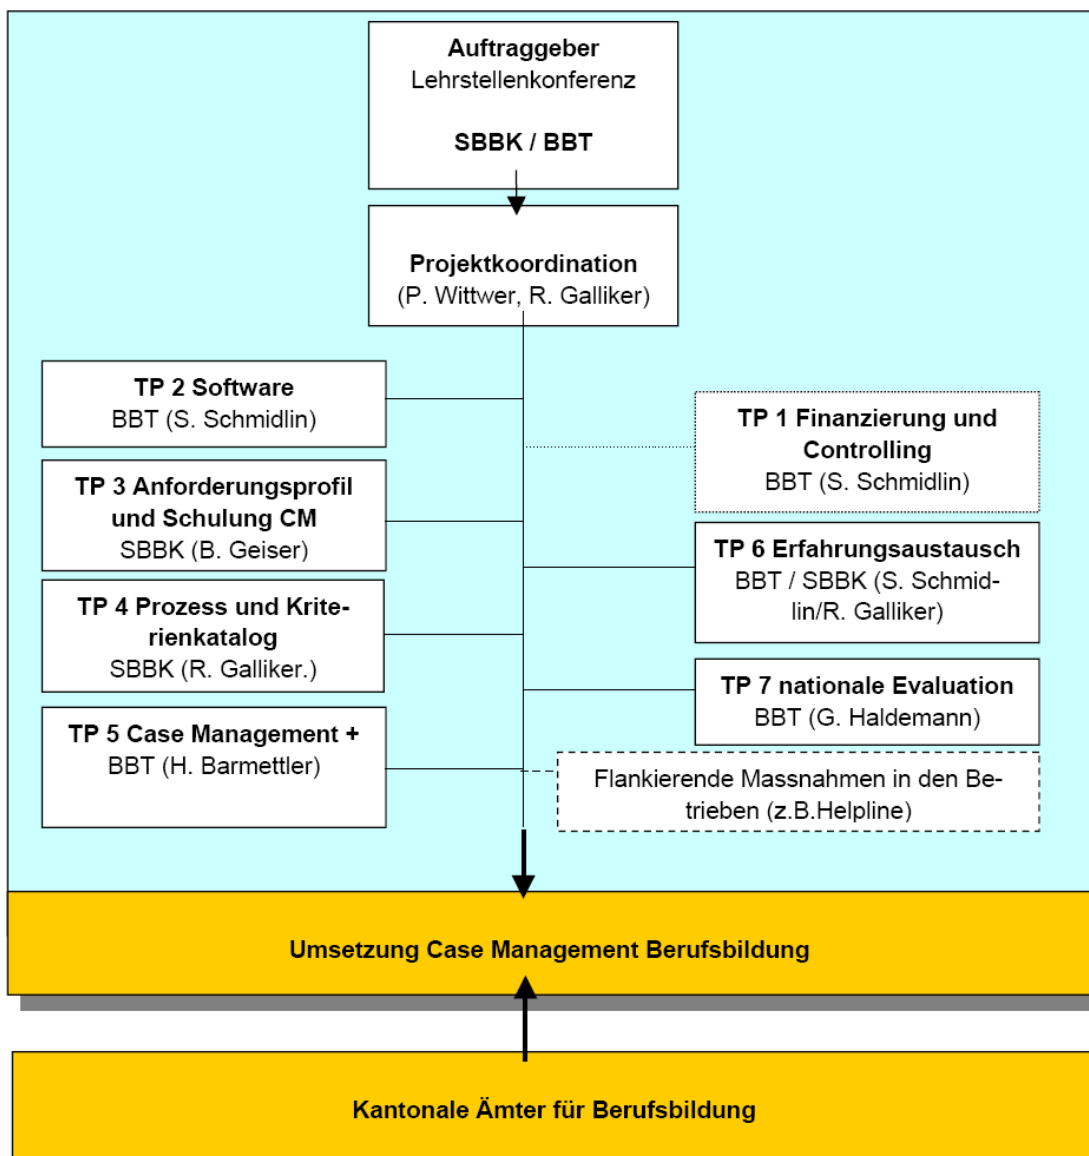 Auftraggeber
Lehrstellenkonferenz
SBBK / BBT
Projektkoordination
(P. Wittwer, R. Galliker)
TP 2 Software
BBT (S. Schmidlin)
TP 1 Finanzierung und
Controlling
BBT (S. Schmidlin)
TP 3 Anforderungsprofil
und Schulung CM
SBBK (B. Geiser)
TP 6 Erfahrungsaustausch
BBT / SBBK (S. Schmid-
lin/R. Galliker)
TP 4 Prozess und Krite-
rienkatalog
SBBK (R. Galliker.)
TP 7 nationale Evaluation
BBT (G. Haldemann)
TP 5 Case Management +
BBT (H. Barmettler)
Flankierende Massnahmen in den Be-
trieben (z.B.Helpline)
Umsetzung Case Management Berufsbildung
Kantonale Ämter für Berufsbildung